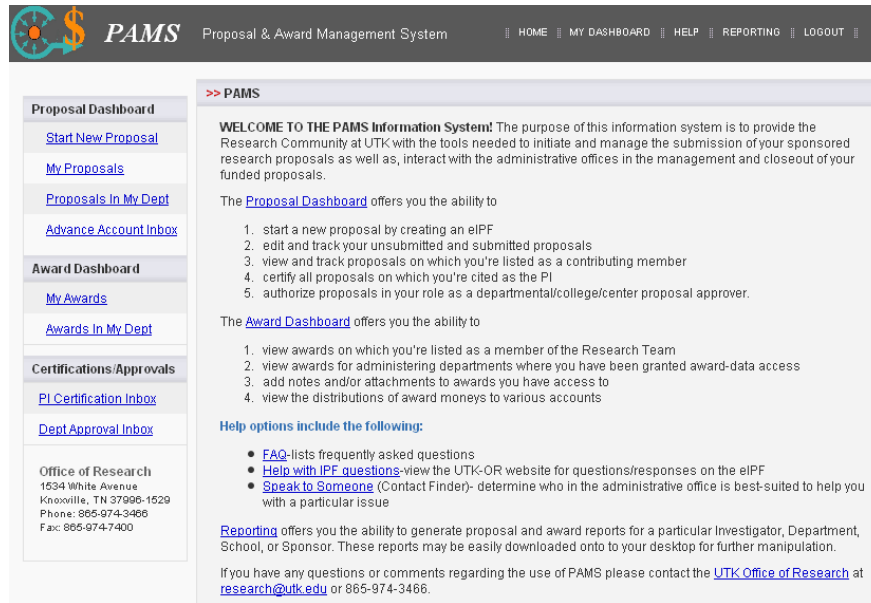 PAMS Proposal & Award Management System || HOME || MY DASHBOARD || HELP || REPORTING || LOGOUT ||
Proposal Dashboard
Start New Proposal
My Proposals
Proposals In My Dept
Advance Account Inbox
Award Dashboard
My Awards
Awards In My Dept
Certifications/Approvals
PI Certification Inbox
Dept Approval Inbox
Office of Research
1534 White Avenue
Knoxville, TN 37996-1529
Phone: 865-974-3466
Fax: 865-974-7400
>> PAMS
WELCOME TO THE PAMS Information System! The purpose of this information system is to provide the
Research Community at UTK with the tools needed to initiate and manage the submission of your sponsored
research proposals as well as, interact with the administrative offices in the management and closeout of your
funded proposals.
The Proposal Dashboard offers you the ability to
1. start a new proposal by creating an eIPF
2. edit and track your unsubmitted and submitted proposals
3. view and track proposals on which you're listed as a contributing member
4. certify all proposals on which you're cited as the PI
5. authorize proposals in your role as a departmental/college/center proposal approver.
The Award Dashboard offers you the ability to
1. view awards on which you're listed as a member of the Research Team
2. view awards for administering departments where you have been granted award-data access
3. add notes and/or attachments to awards you have access to
4. view the distributions of award moneys to various accounts
Help options include the following:
● FAQ-lists frequently asked questions
● Help with IPF questions-view the UTK-OR website for questions/responses on the eIPF
● Speak to Someone (Contact Finder)- determine who in the administrative office is best-suited to help you
with a particular issue
Reporting offers you the ability to generate proposal and award reports for a particular Investigator, Department,
School, or Sponsor. These reports may be easily downloaded onto to your desktop for further manipulation.
If you have any questions or comments regarding the use of PAMS please contact the UTK Office of Research at
research@utk.edu or 865-974-3466.